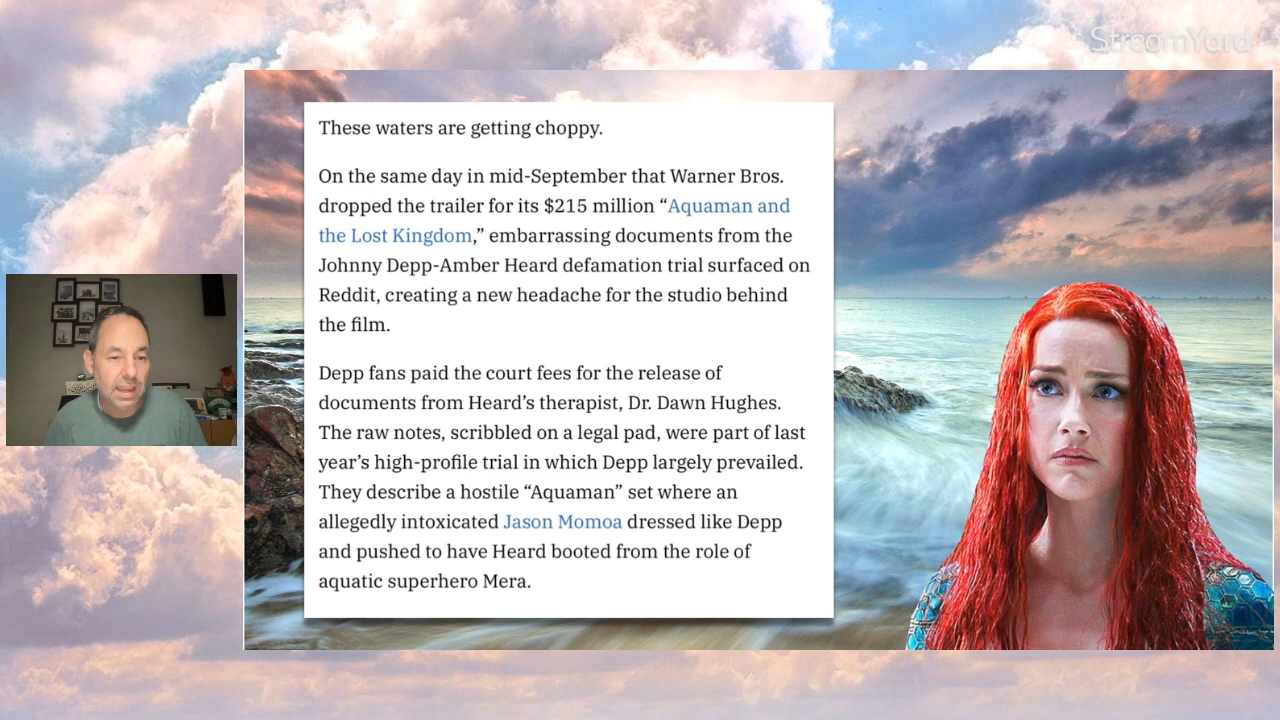 StreamYard
These waters are getting choppy.
On the same day in mid-September that Warner Bros.
dropped the trailer for its $215 million “Aquaman and
the Lost Kingdom,” embarrassing documents from the
Johnny Depp-Amber Heard defamation trial surfaced on
Reddit, creating a new headache for the studio behind
the film.
Depp fans paid the court fees for the release of
documents from Heard’s therapist, Dr. Dawn Hughes.
The raw notes, scribbled on a legal pad, were part of last
year’s high-profile trial in which Depp largely prevailed.
They describe a hostile “Aquaman” set where an
allegedly intoxicated Jason Momoa dressed like Depp
and pushed to have Heard booted from the role of
aquatic superhero Mera.